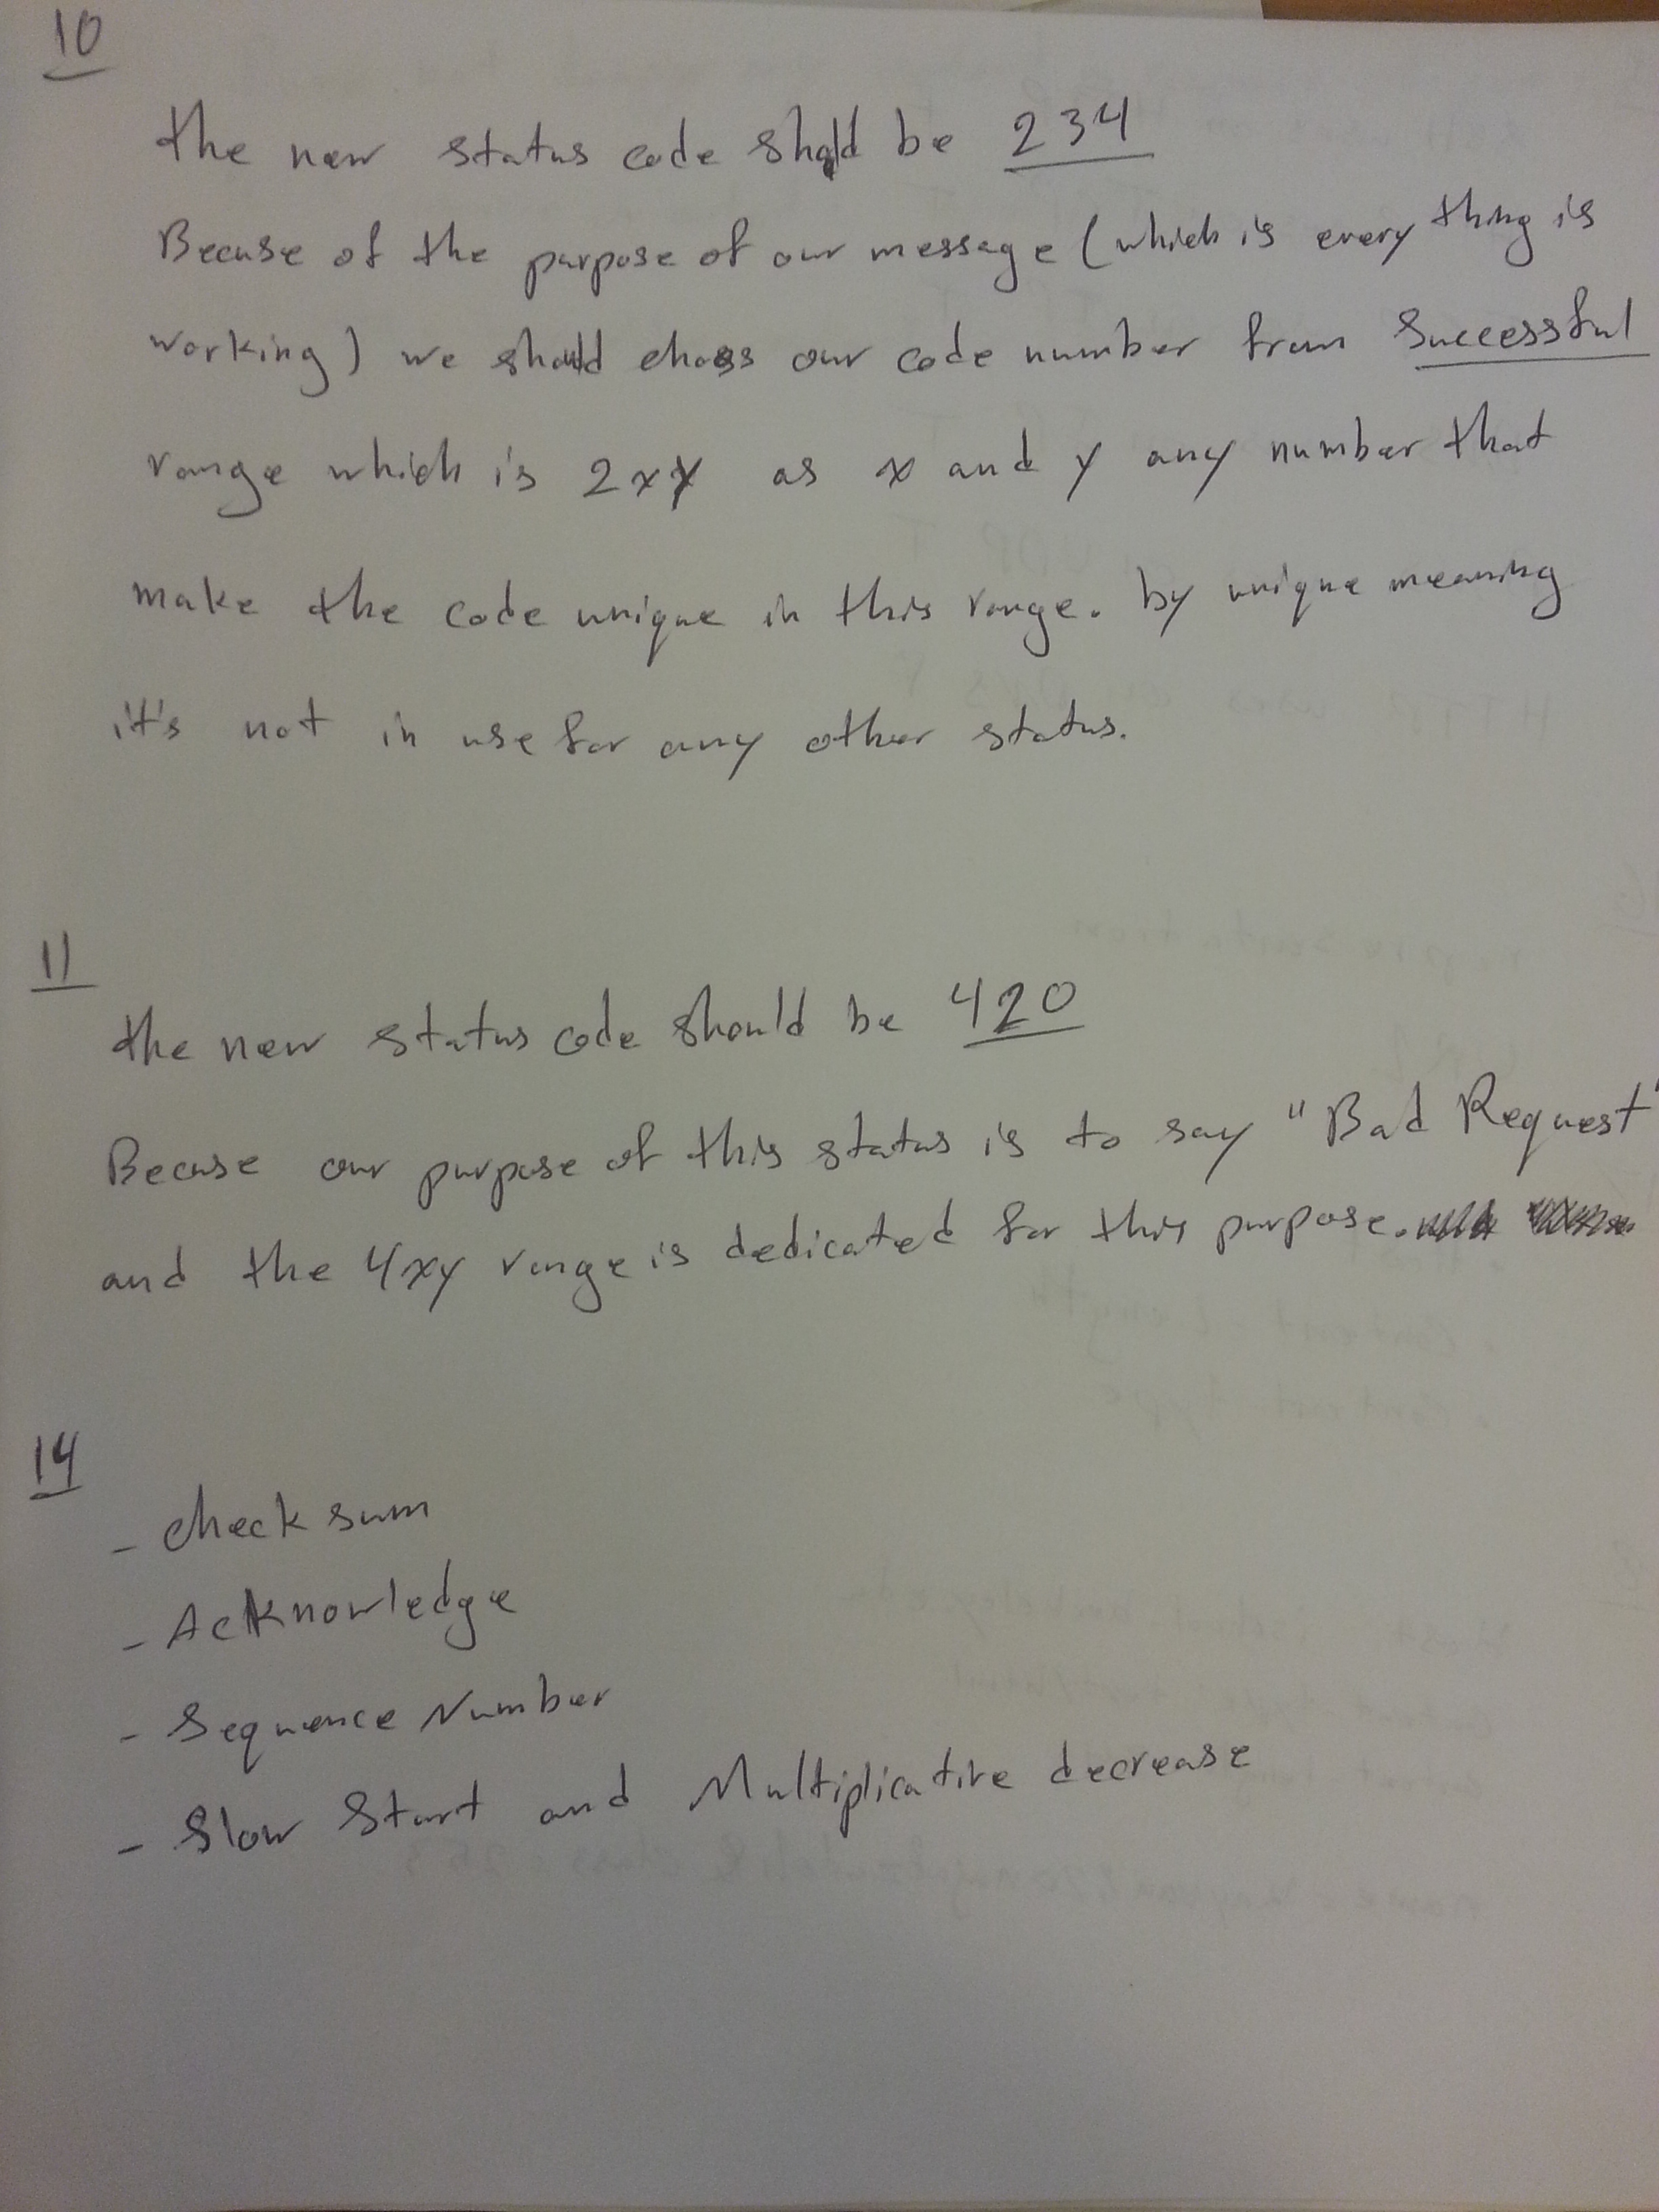 10
the new status code shold be 234
Becuse of the purpose of our message (which is every thing is
working) we should choess our code number from Successful
range which is 2xy as x and y any number that
make the code unique in this range. by unique meaning
it's not in use for any other status.
11
the new status code should be 420
Becuse our purpose of this status is to say "Bad Request"
and the 4xy range is dedicated for this purpose.
14
- check sum
- Acknowledge
- Sequence Number
- Slow Start and Multiplicative decrease